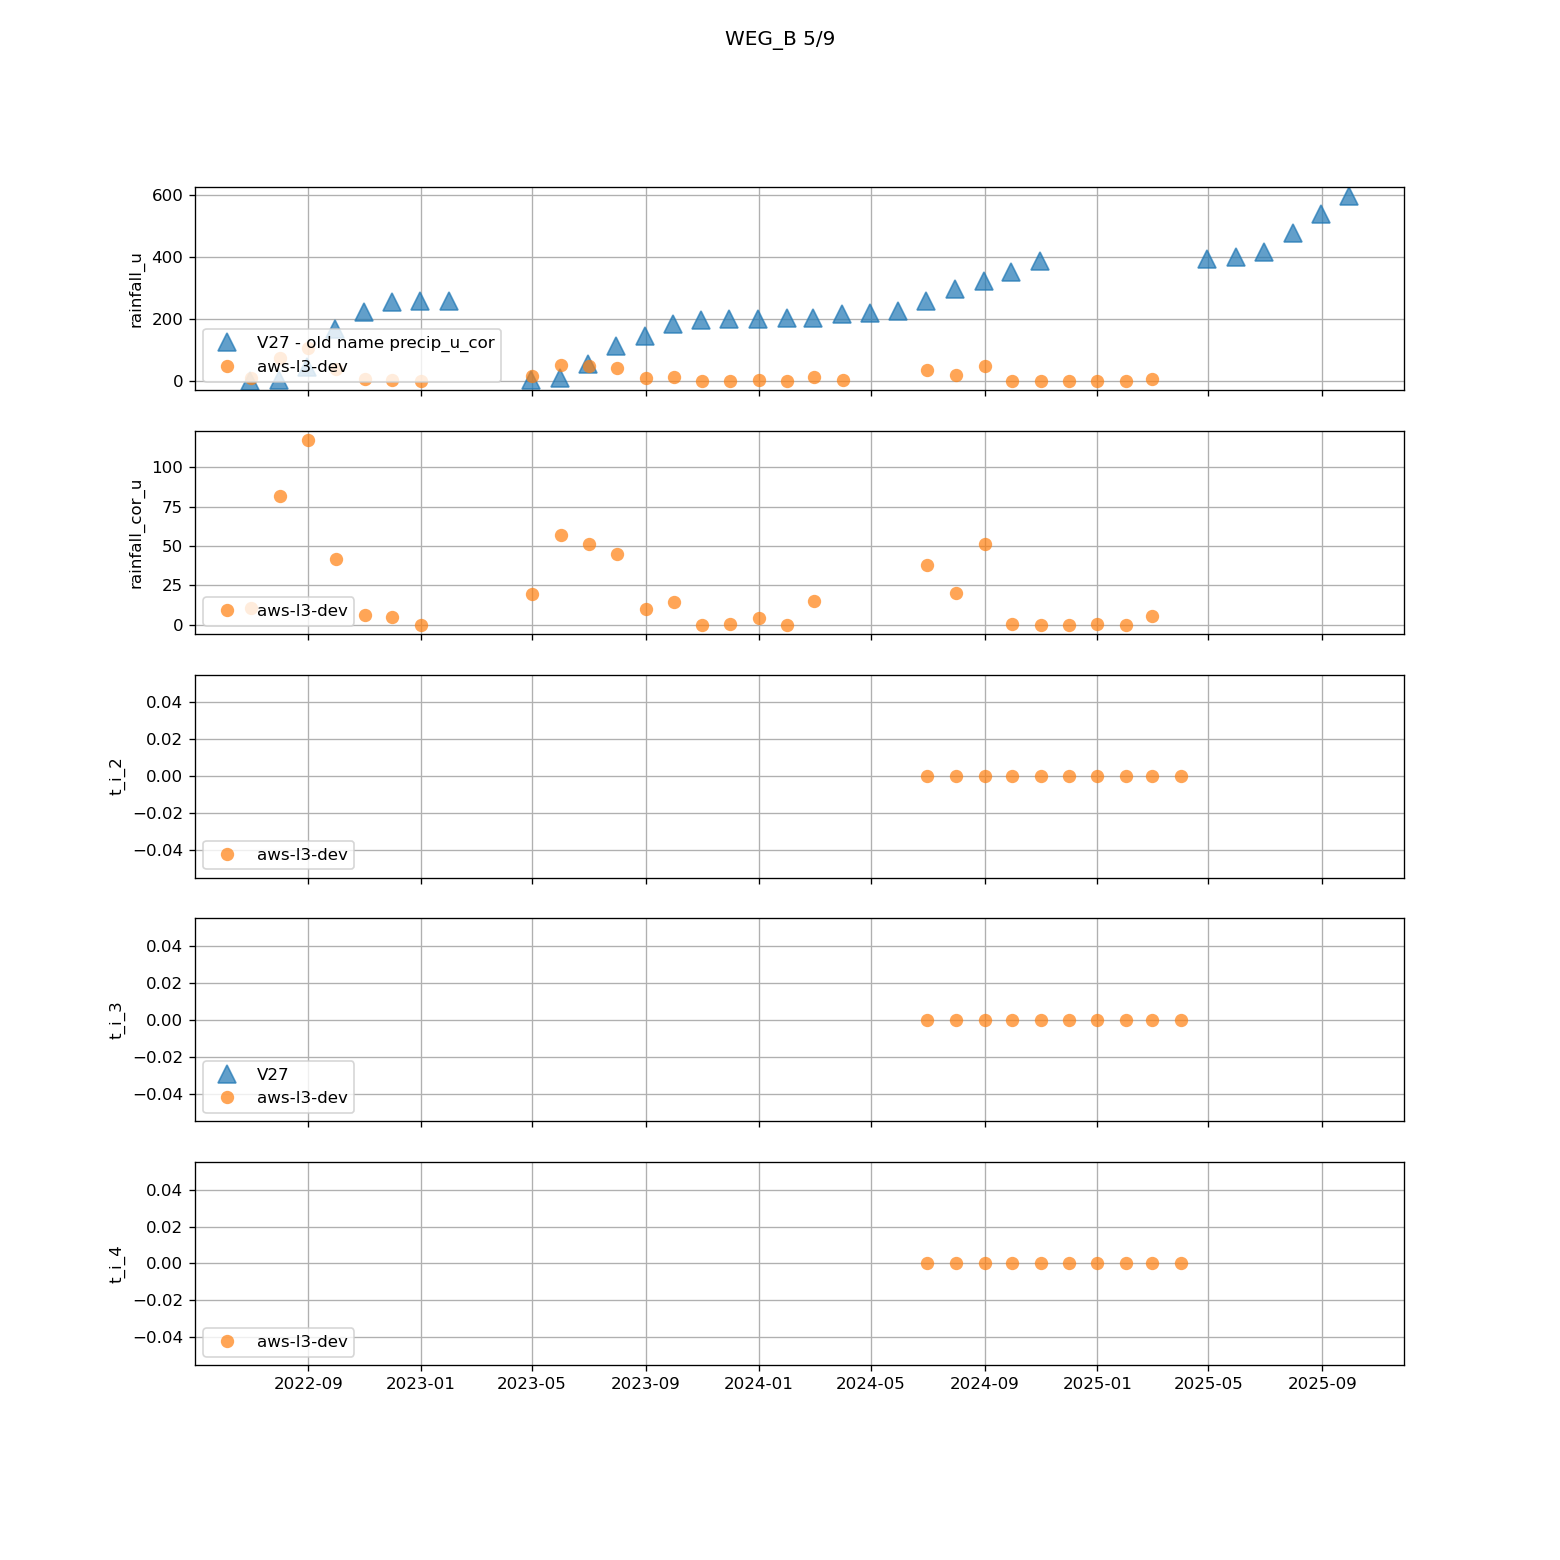 WEG_B 5/9
600
400
200
0
rainfall_u
V27 - old name precip_u_cor
aws-l3-dev
100
75
50
25
0
rainfall_cor_u
aws-l3-dev
0.04
0.02
0.00
−0.02
−0.04
t_i_2
aws-l3-dev
0.04
0.02
0.00
−0.02
−0.04
t_i_3
V27
aws-l3-dev
0.04
0.02
0.00
−0.02
−0.04
t_i_4
aws-l3-dev
2022-09 2023-01 2023-05 2023-09 2024-01 2024-05 2024-09 2025-01 2025-05 2025-09